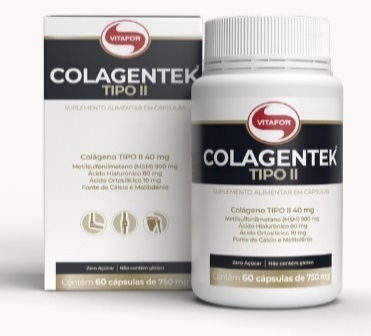 VITAFOR
COLAGENTEK
TIPO II
SUPLEMENTO ALIMENTAR EM CÁPSULAS
Colágeno TIPO II 40 mg
Metilsulfonilmetano (MSM) 900 mg
Ácido Hialurônico 80 mg
Ácido Ortosilícico 10 mg
Fonte de Cálcio e Molibdênio
Zero Açúcar | Não contém glúten
Contém 60 cápsulas de 750 mg
VITAFOR
COLAGENTEK
TIPO II
SUPLEMENTO ALIMENTAR EM CÁPSULAS
Colágeno TIPO II 40 mg
Metilsulfonilmetano (MSM) 900 mg
Ácido Hialurônico 80 mg
Ácido Ortosilícico 10 mg
Fonte de Cálcio e Molibdênio
Zero Açúcar | Não contém glúten
Contém 60 cápsulas de 750 mg